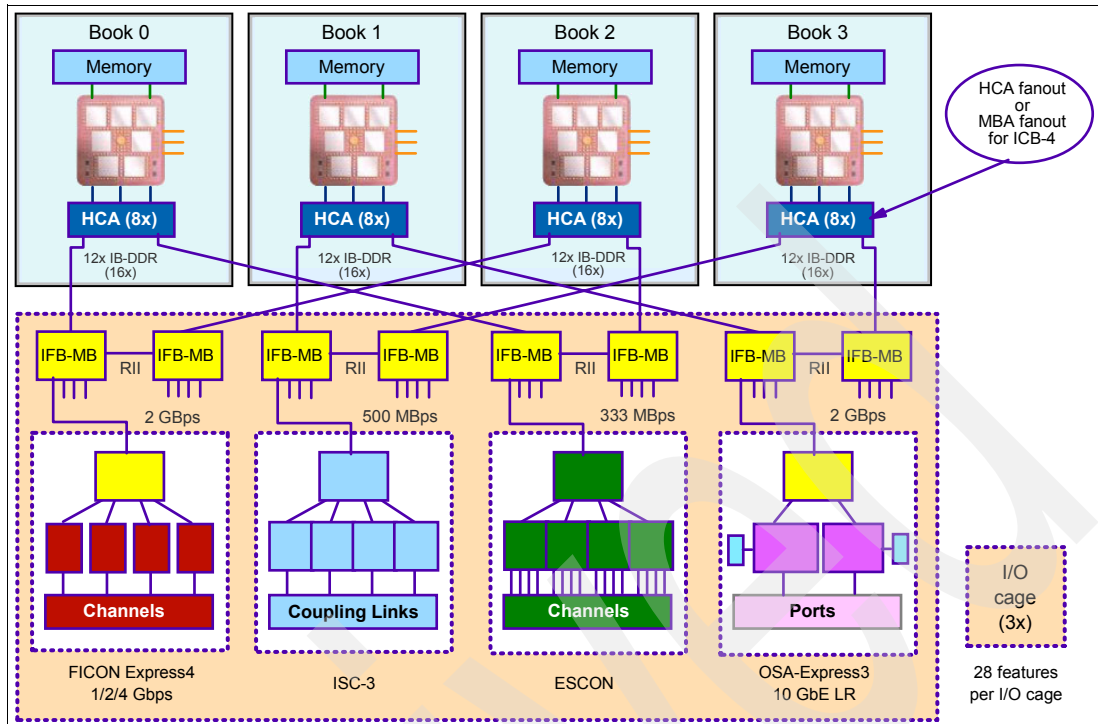 Book 0
Book 1
Book 2
Book 3
Memory
Memory
Memory
Memory
HCA fanout
or
MBA fanout
for ICB-4
HCA (8x)
HCA (8x)
HCA (8x)
HCA (8x)
12x IB-DDR
(16x)
12x IB-DDR
(16x)
12x IB-DDR
(16x)
12x IB-DDR
(16x)
IFB-MB
RII
IFB-MB
IFB-MB
RII
IFB-MB
IFB-MB
RII
IFB-MB
IFB-MB
RII
IFB-MB
2 GBps
500 MBps
333 MBps
2 GBps
Channels
Coupling Links
Channels
Ports
I/O
cage
(3x)
FICON Express4
1/2/4 Gbps
ISC-3
ESCON
OSA-Express3
10 GbE LR
28 features
per I/O cage